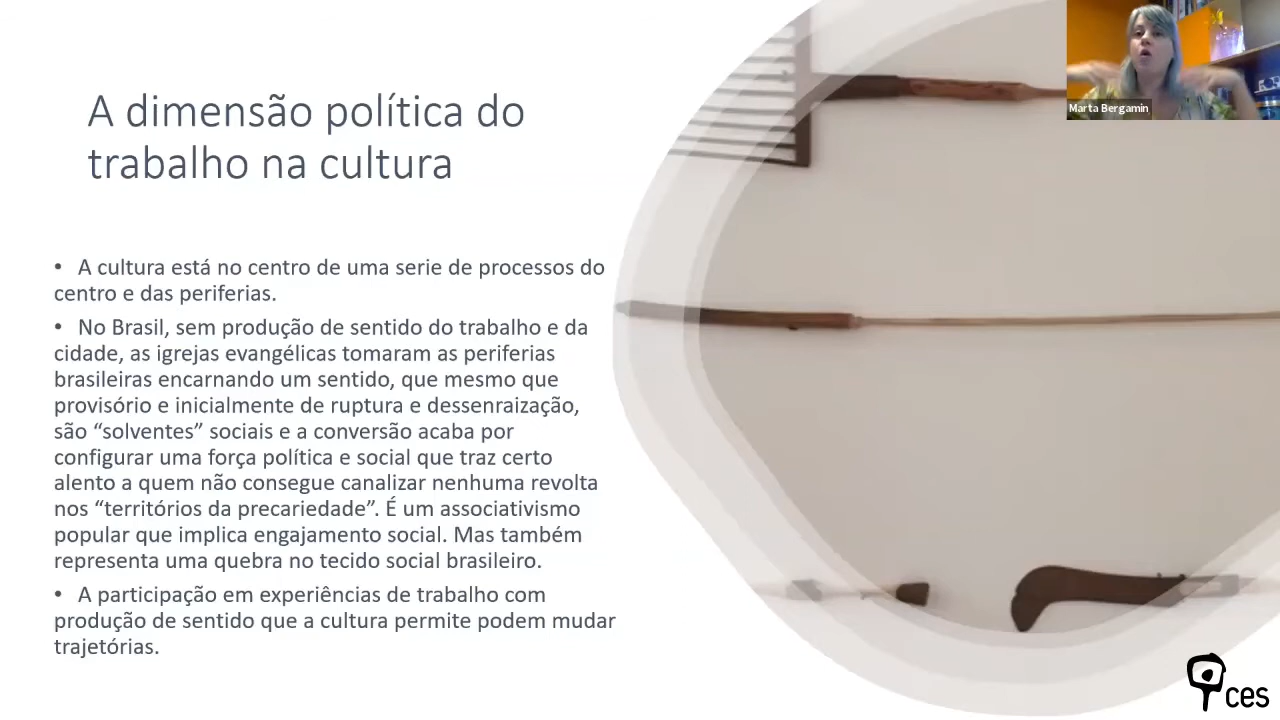 A dimensão política do
trabalho na cultura
• A cultura está no centro de uma serie de processos do
centro e das periferias.
• No Brasil, sem produção de sentido do trabalho e da
cidade, as igrejas evangélicas tomaram as periferias
brasileiras encarnando um sentido, que mesmo que
provisório e inicialmente de ruptura e dessenraização,
são “solventes” sociais e a conversão acaba por
configurar uma força política e social que traz certo
alento a quem não consegue canalizar nenhuma revolta
nos “territórios da precariedade”. É um associativismo
popular que implica engajamento social. Mas também
representa uma quebra no tecido social brasileiro.
• A participação em experiências de trabalho com
produção de sentido que a cultura permite podem mudar
trajetórias.
Marta Bergamin
ces